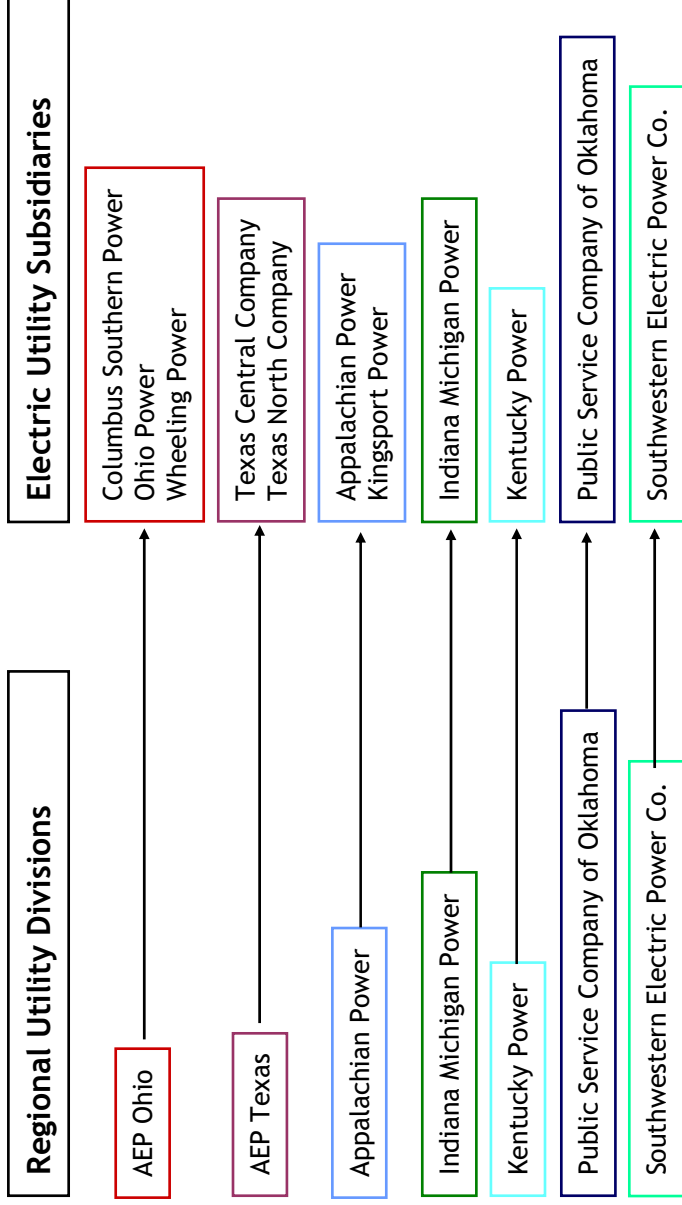 Regional Utility Divisions
Electric Utility Subsidiaries
AEP Ohio
Columbus Southern Power
Ohio Power
Wheeling Power
AEP Texas
Texas Central Company
Texas North Company
Appalachian Power
Appalachian Power
Kingsport Power
Indiana Michigan Power
Indiana Michigan Power
Kentucky Power
Kentucky Power
Public Service Company of Oklahoma
Public Service Company of Oklahoma
Southwestern Electric Power Co.
Southwestern Electric Power Co.